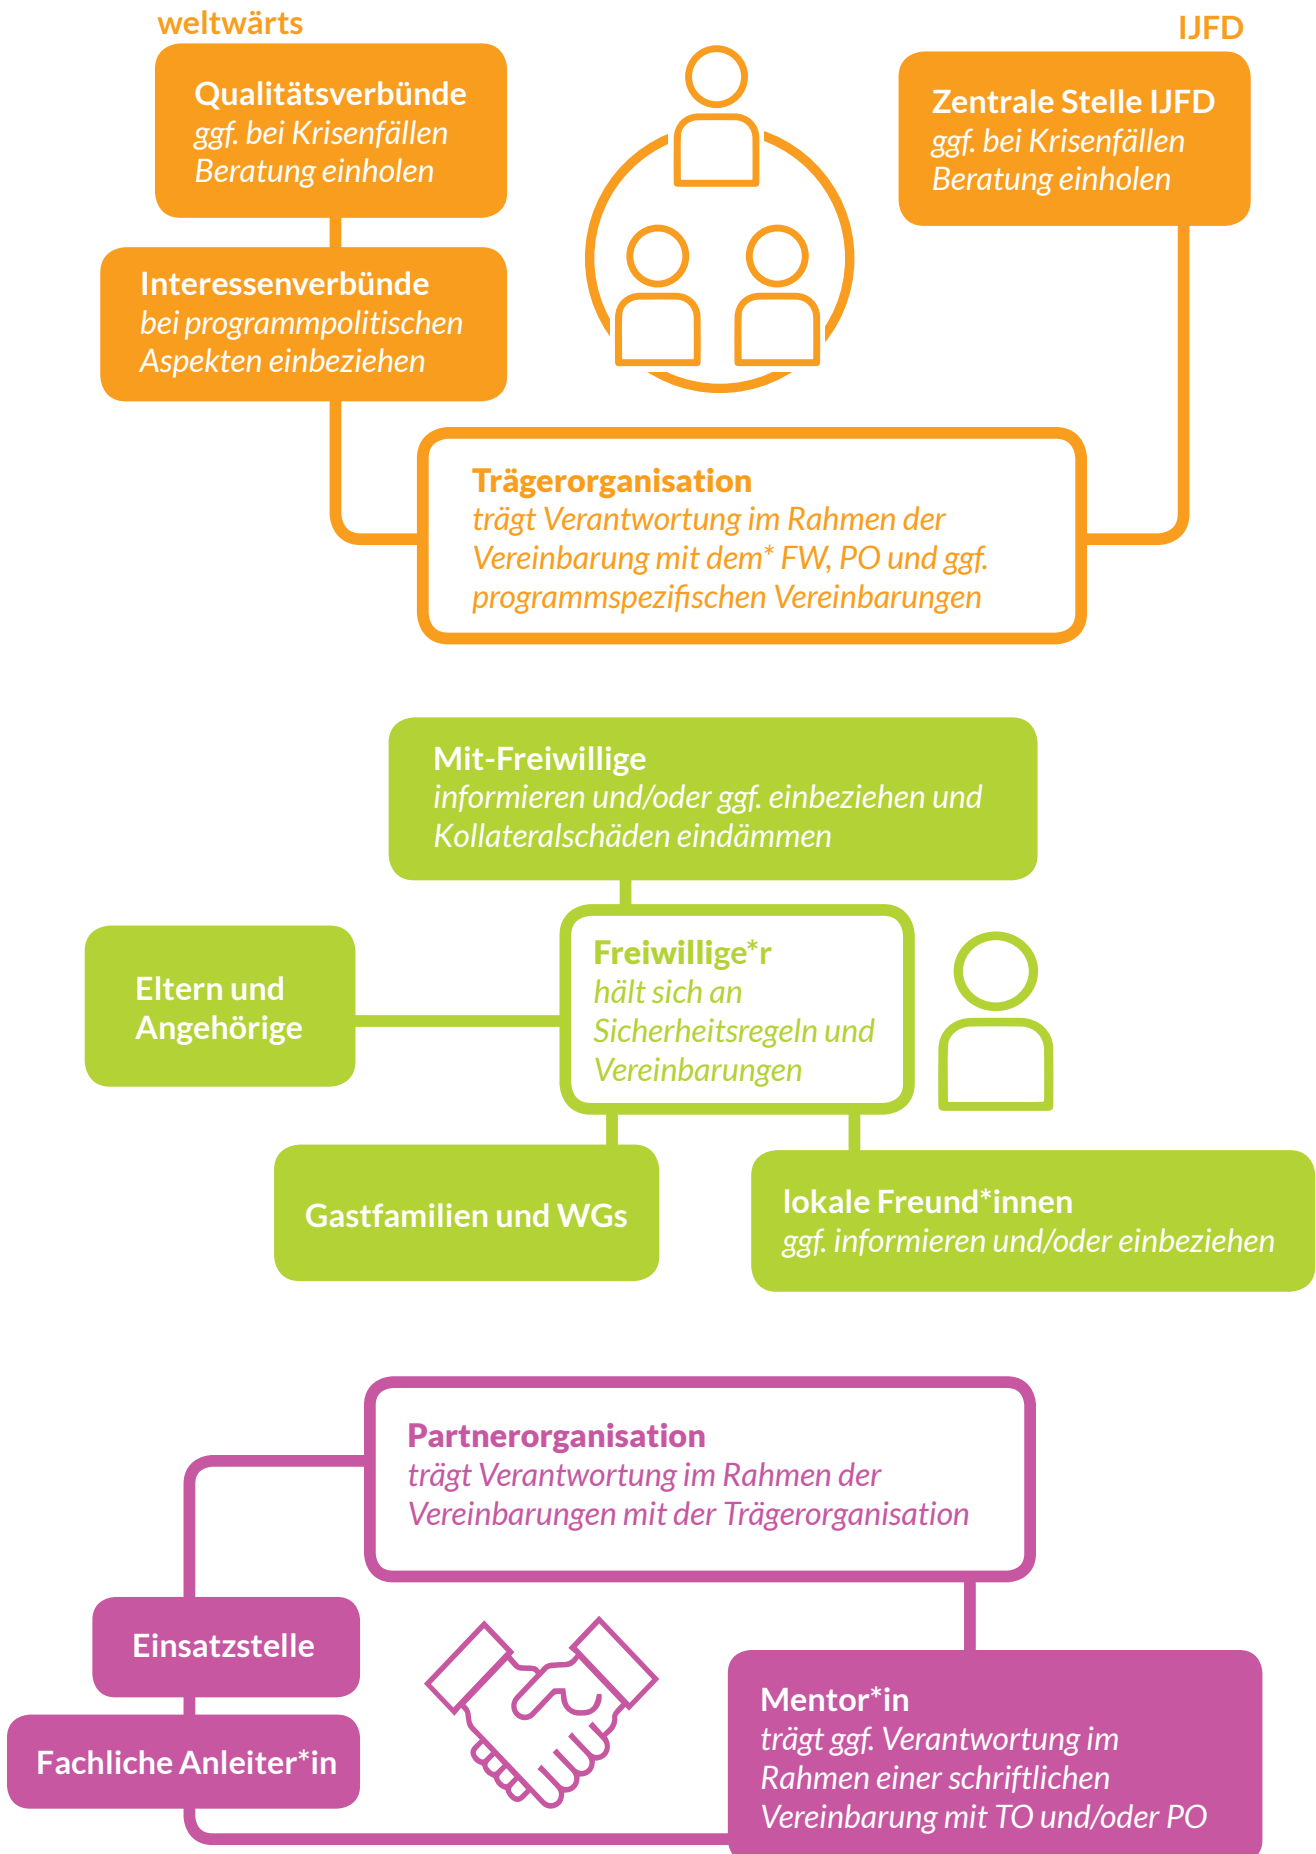 weltwärts
IJFD
Qualitätsverbünde
ggf. bei Krisenfällen
Beratung einholen
Zentrale Stelle IJFD
ggf. bei Krisenfällen
Beratung einholen
Interessenverbünde
bei programmpolitischen
Aspekten einbeziehen
Trägerorganisation
trägt Verantwortung im Rahmen der
Vereinbarung mit dem* FW, PO und ggf.
programmspezifischen Vereinbarungen
Mit-Freiwillige
informieren und/oder ggf. einbeziehen und
Kollateralschäden eindämmen
Freiwillige*r
hält sich an
Sicherheitsregeln und
Vereinbarungen
Eltern und
Angehörige
Gastfamilien und WGs
lokale Freund*innen
ggf. informieren und/oder einbeziehen
Partnerorganisation
trägt Verantwortung im Rahmen der
Vereinbarungen mit der Trägerorganisation
Einsatzstelle
Fachliche Anleiter*in
Mentor*in
trägt ggf. Verantwortung im
Rahmen einer schriftlichen
Vereinbarung mit TO und/oder PO